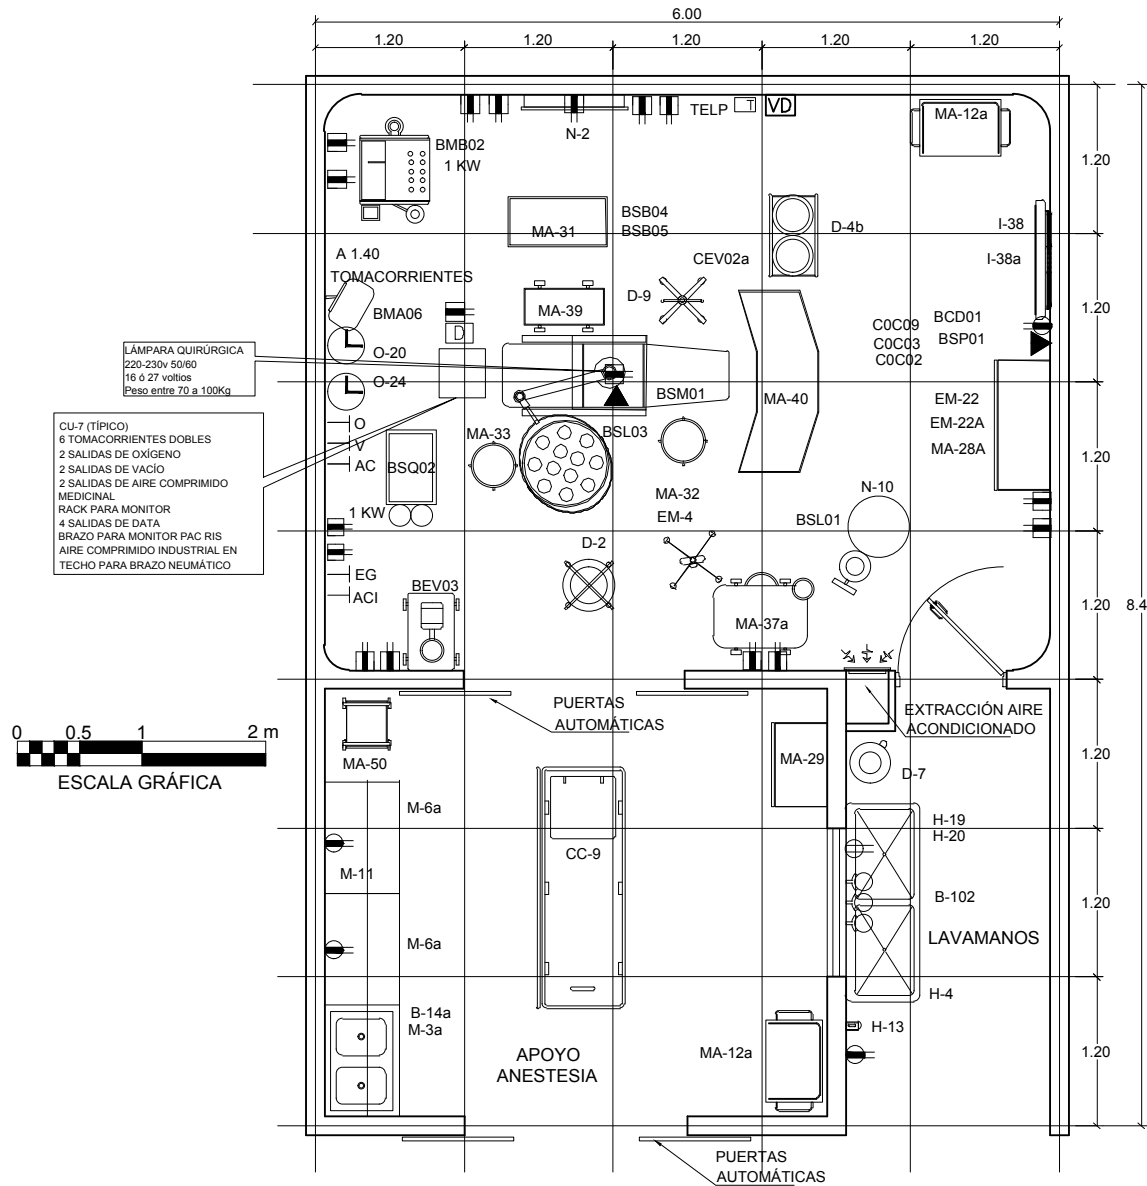 6.00
1.20
1.20
1.20
1.20
1.20
TELP
T
VD
MA-12a
N-2
BMB02
1 KW
1.20
MA-31
BSB04
BSB05
D-4b
I-38
I-38a
A 1.40
TOMACORRIENTES
CEV02a
BMA06
MA-39
D-9
D
1.20
C0C09
C0C03
C0C02
BCD01
BSP01
LÁMPARA QUIRÚRGICA
220-230v 50/60
16 ó 27 voltios
Peso entre 70 a 100Kg
O-20
O-24
BSM01
MA-40
EM-22
EM-22A
MA-28A
CU-7 (TÍPICO)
6 TOMACORRIENTES DOBLES
2 SALIDAS DE OXÍGENO
2 SALIDAS DE VACÍO
2 SALIDAS DE AIRE COMPRIMIDO
MEDICINAL
RACK PARA MONITOR
4 SALIDAS DE DATA
BRAZO PARA MONITOR PAC RIS
AIRE COMPRIMIDO INDUSTRIAL EN
TECHO PARA BRAZO NEUMÁTICO
O
V
AC
MA-33
BSL03
BSQ02
1.20
1 KW
MA-32
EM-4
N-10
BSL01
D-2
EG
ACI
BEV03
MA-37a
1.20
8.4
PUERTAS
AUTOMÁTICAS
EXTRACCIÓN AIRE
ACONDICIONADO
0
0.5
1
2 m
ESCALA GRÁFICA
MA-50
MA-29
D-7
1.20
M-6a
H-19
H-20
CC-9
M-11
B-102
1.20
M-6a
LAVAMANOS
H-4
B-14a
M-3a
H-13
APOYO
ANESTESIA
MA-12a
1.20
PUERTAS
AUTOMÁTICAS